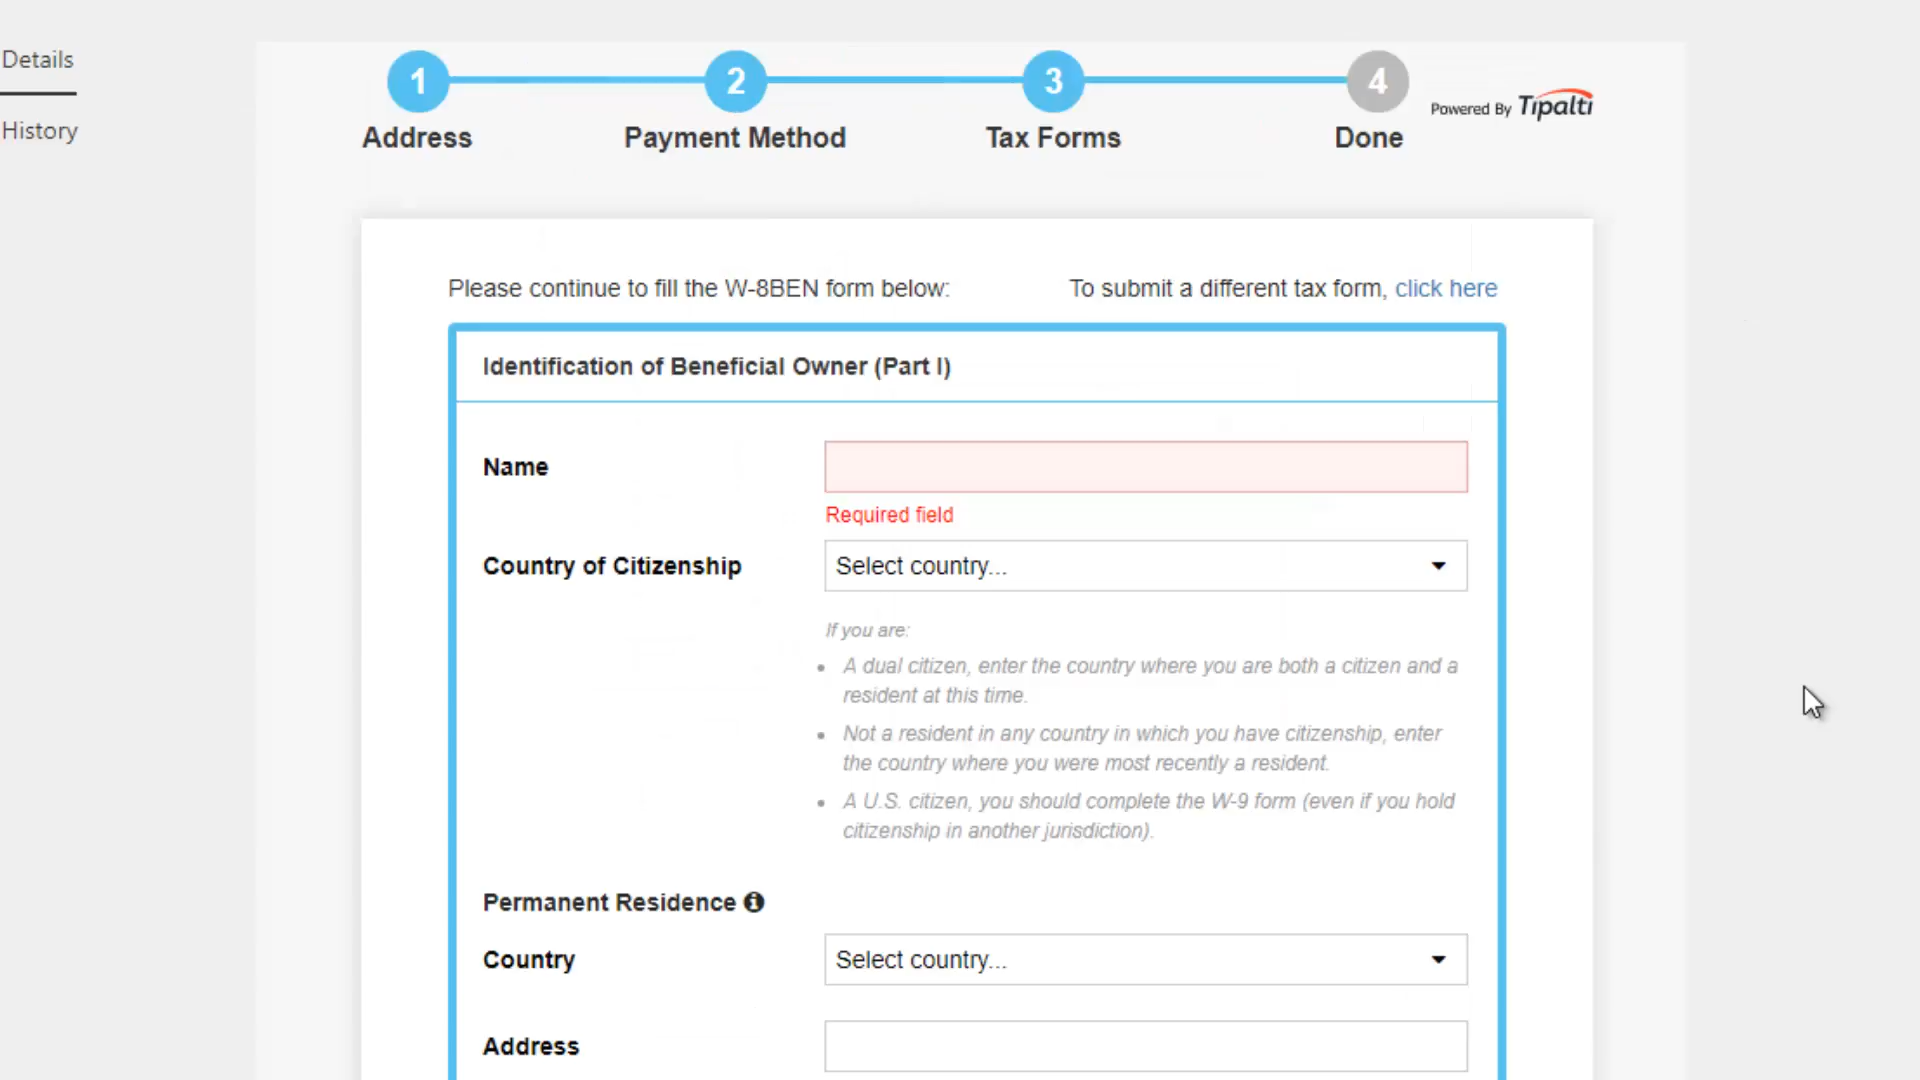 Details
History
1
2
3
4
Address
Payment Method
Tax Forms
Done
Powered By Tipalti
Please continue to fill the W-8BEN form below:
To submit a different tax form, click here
Identification of Beneficial Owner (Part I)
Name
Required field
Country of Citizenship
Select country...
If you are:
A dual citizen, enter the country where you are both a citizen and a
resident at this time.
Not a resident in any country in which you have citizenship, enter
the country where you were most recently a resident.
A U.S. citizen, you should complete the W-9 form (even if you hold
citizenship in another jurisdiction).
Permanent Residence
Country
Select country...
Address